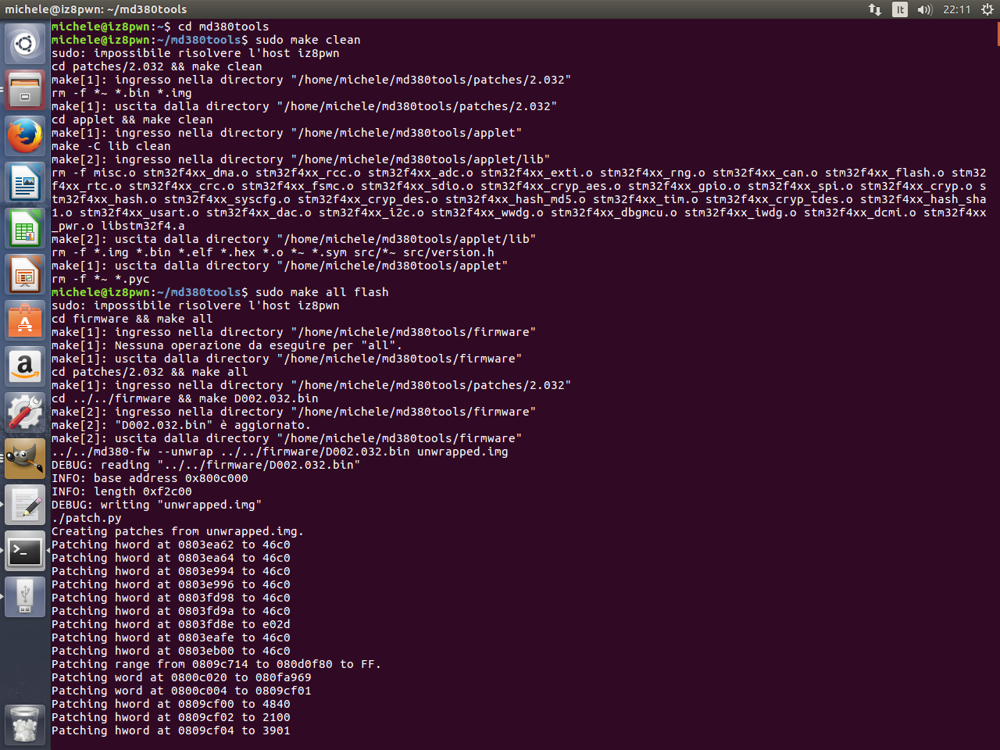 michele@iz8pwn: ~/md380tools
It
22:11
michele@iz8pwn:~$ cd md380tools
michele@iz8pwn:~/md380tools$ sudo make clean
sudo: impossibile risolvere l'host iz8pwn
cd patches/2.032 && make clean
make[1]: ingresso nella directory "/home/michele/md380tools/patches/2.032"
rm -f *~ *.bin *.img
make[1]: uscita dalla directory "/home/michele/md380tools/patches/2.032"
cd applet && make clean
make[1]: ingresso nella directory "/home/michele/md380tools/applet"
make -C lib clean
make[2]: ingresso nella directory "/home/michele/md380tools/applet/lib"
rm -f misc.o stm32f4xx_dma.o stm32f4xx_rcc.o stm32f4xx_adc.o stm32f4xx_exti.o stm32f4xx_rng.o stm32f4xx_can.o stm32f4xx_flash.o stm32
f4xx_rtc.o stm32f4xx_crc.o stm32f4xx_fsmc.o stm32f4xx_sdio.o stm32f4xx_cryp_aes.o stm32f4xx_gpio.o stm32f4xx_spi.o stm32f4xx_cryp.o s
tm32f4xx_hash.o stm32f4xx_syscfg.o stm32f4xx_cryp_des.o stm32f4xx_hash_md5.o stm32f4xx_tim.o stm32f4xx_cryp_tdes.o stm32f4xx_hash_sha
1.o stm32f4xx_usart.o stm32f4xx_dac.o stm32f4xx_i2c.o stm32f4xx_wwdg.o stm32f4xx_dbgmcu.o stm32f4xx_iwdg.o stm32f4xx_dcmi.o stm32f4xx
_pwr.o libstm32f4.a
make[2]: uscita dalla directory "/home/michele/md380tools/applet/lib"
rm -f *.img *.bin *.elf *.hex *.o *~ *.sym src/*~ src/version.h
make[1]: uscita dalla directory "/home/michele/md380tools/applet"
rm -f *~ *.pyc
michele@iz8pwn:~/md380tools$ sudo make all flash
sudo: impossibile risolvere l'host iz8pwn
cd firmware && make all
make[1]: ingresso nella directory "/home/michele/md380tools/firmware"
make[1]: Nessuna operazione da eseguire per "all".
make[1]: uscita dalla directory "/home/michele/md380tools/firmware"
cd patches/2.032 && make all
make[1]: ingresso nella directory "/home/michele/md380tools/patches/2.032"
cd ../../firmware && make D002.032.bin
make[2]: ingresso nella directory "/home/michele/md380tools/firmware"
make[2]: "D002.032.bin" è aggiornato.
make[2]: uscita dalla directory "/home/michele/md380tools/firmware"
../../md380-fw --unwrap ../../firmware/D002.032.bin unwrapped.img
DEBUG: reading "../../firmware/D002.032.bin"
INFO: base address 0x800c000
INFO: length 0xf2c00
DEBUG: writing "unwrapped.img"
./patch.py
Creating patches from unwrapped.img.
Patching hword at 0803ea62 to 46c0
Patching hword at 0803ea64 to 46c0
Patching hword at 0803e994 to 46c0
Patching hword at 0803e996 to 46c0
Patching hword at 0803fd98 to 46c0
Patching hword at 0803fd9a to 46c0
Patching hword at 0803fd8e to e02d
Patching hword at 0803eafe to 46c0
Patching hword at 0803eb00 to 46c0
Patching range from 0809c714 to 080d0f80 to FF.
Patching word at 0800c020 to 080fa969
Patching word at 0800c004 to 0809cf01
Patching hword at 0809cf00 to 4840
Patching hword at 0809cf02 to 2100
Patching hword at 0809cf04 to 3901